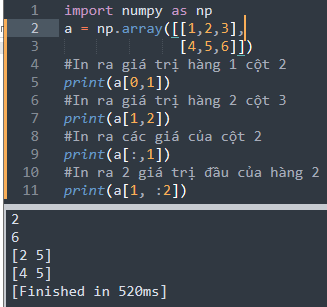 1 import numpy as np
2 a = np.array([[1,2,3],
3 [4,5,6]])
4 #In ra giá trị hàng 1 cột 2
5 print(a[0,1])
6 #In ra giá trị hàng 2 cột 3
7 print(a[1,2])
8 #In ra các giá của cột 2
9 print(a[:,1])
10 #In ra 2 giá trị đầu của hàng 2
11 print(a[1, :2])
2
6
[2 5]
[4 5]
[Finished in 520ms]